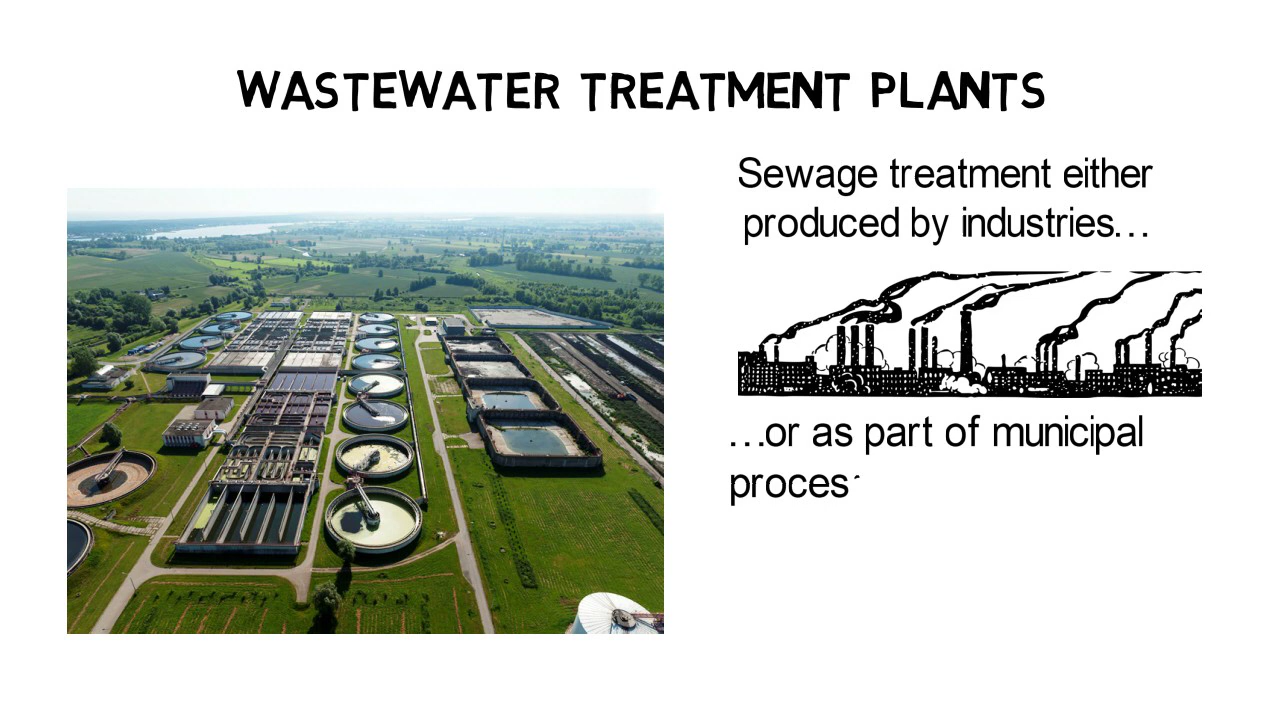 WASTEWATER TREATMENT PLANTS
Sewage treatment either
produced by industries…
…or as part of municipal